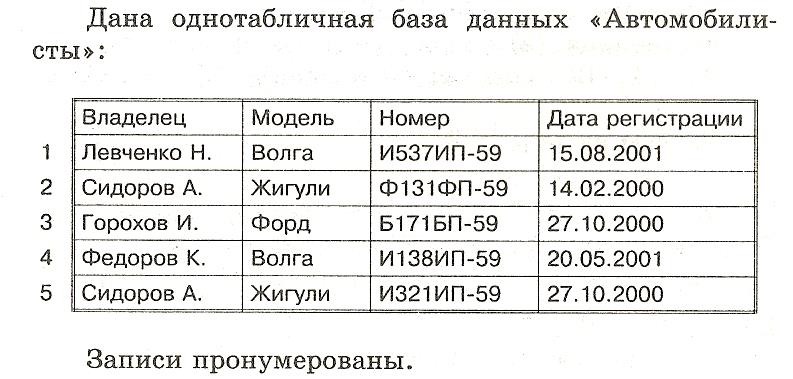 Дана однотабличная база данных «Автомобили-
сты»:
Владелец Модель Номер Дата регистрации
1 Левченко Н. Волга И537ИП-59 15.08.2001
2 Сидоров А. Жигули Ф131ФП-59 14.02.2000
3 Горохов И. Форд Б171БП-59 27.10.2000
4 Федоров К. Волга И138ИП-59 20.05.2001
5 Сидоров А. Жигули И321ИП-59 27.10.2000
Записи пронумерованы.